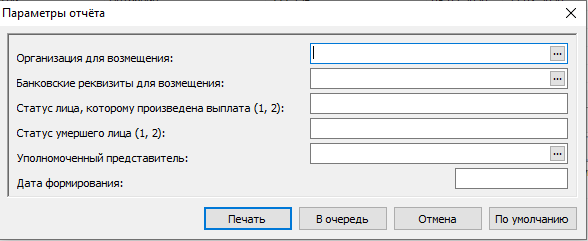 Параметры отчёта
Организация для возмещения:
Банковские реквизиты для возмещения:
Статус лица, которому произведена выплата (1, 2):
Статус умершего лица (1, 2):
Уполномоченный представитель:
Дата формирования:
Печать В очередь Отмена По умолчанию